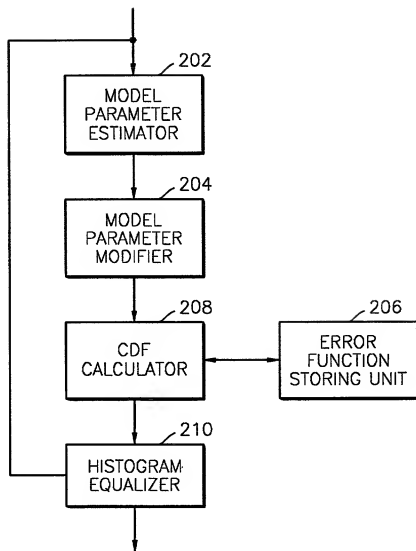 202
MODEL
PARAMETER
ESTIMATOR
204
MODEL
PARAMETER
MODIFIER
208
CDF
CALCULATOR
206
ERROR
FUNCTION
STORING UNIT
210
HISTOGRAM
EQUALIZER